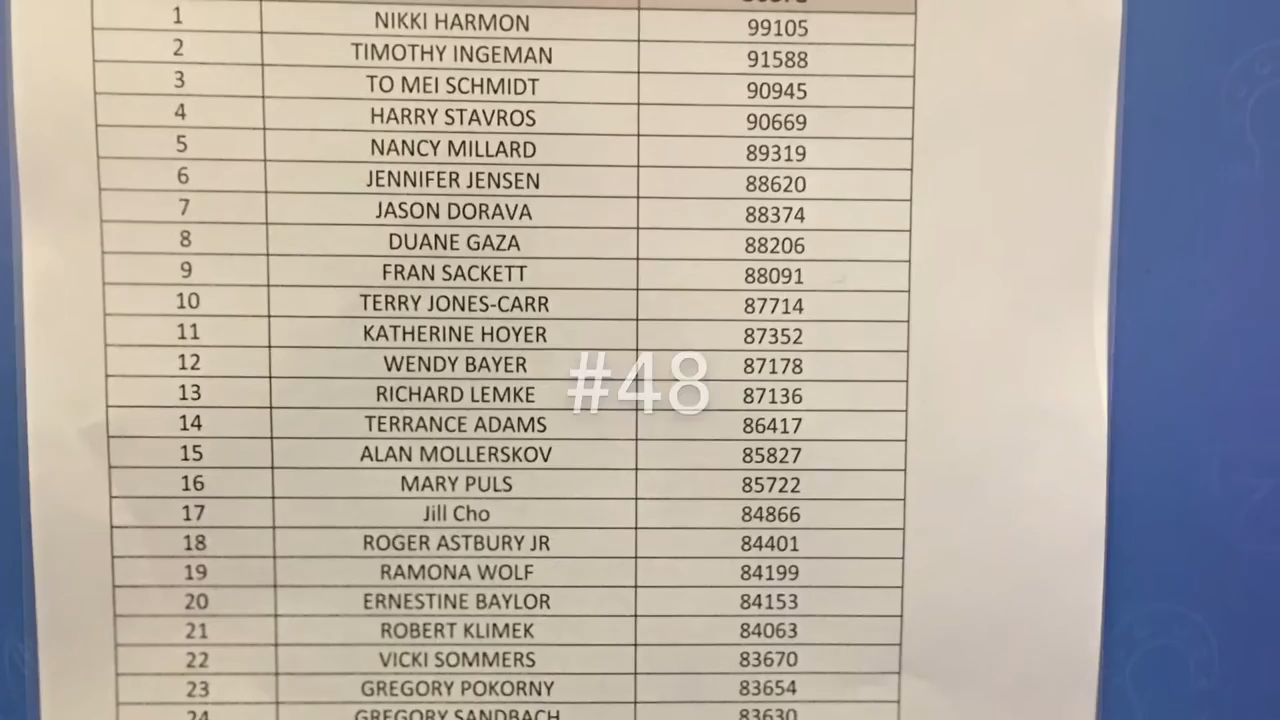 1 NIKKI HARMON 99105
2 TIMOTHY INGEMAN 91588
3 TO MEI SCHMIDT 90945
4 HARRY STAVROS 90669
5 NANCY MILLARD 89319
6 JENNIFER JENSEN 88620
7 JASON DORAVA 88374
8 DUANE GAZA 88206
9 FRAN SACKETT 88091
10 TERRY JONES-CARR 87714
11 KATHERINE HOYER 87352
12 WENDY BAYER 87178
#48
13 RICHARD LEMKE 87136
14 TERRANCE ADAMS 86417
15 ALAN MOLLERSKOV 85827
16 MARY PULS 85722
17 Jill Cho 84866
18 ROGER ASTBURY JR 84401
19 RAMONA WOLF 84199
20 ERNESTINE BAYLOR 84153
21 ROBERT KLIMEK 84063
22 VICKI SOMMERS 83670
23 GREGORY POKORNY 83654
24 GREGORY SANDBACH 83630